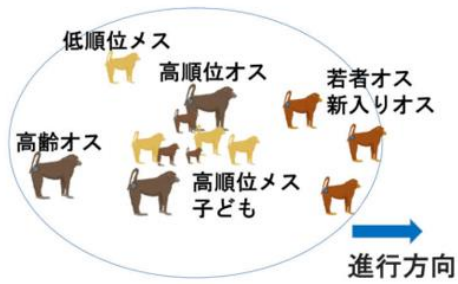 低順位メス
高順位オス
若者オス
新入りオス
高齢オス
高順位メス
子ども
進行方向